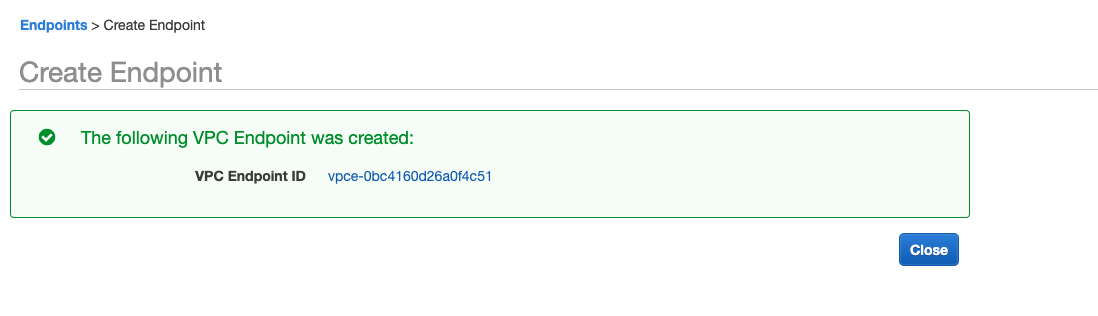 Endpoints > Create Endpoint
Create Endpoint
The following VPC Endpoint was created:
VPC Endpoint ID vpce-0bc4160d26a0f4c51
Close